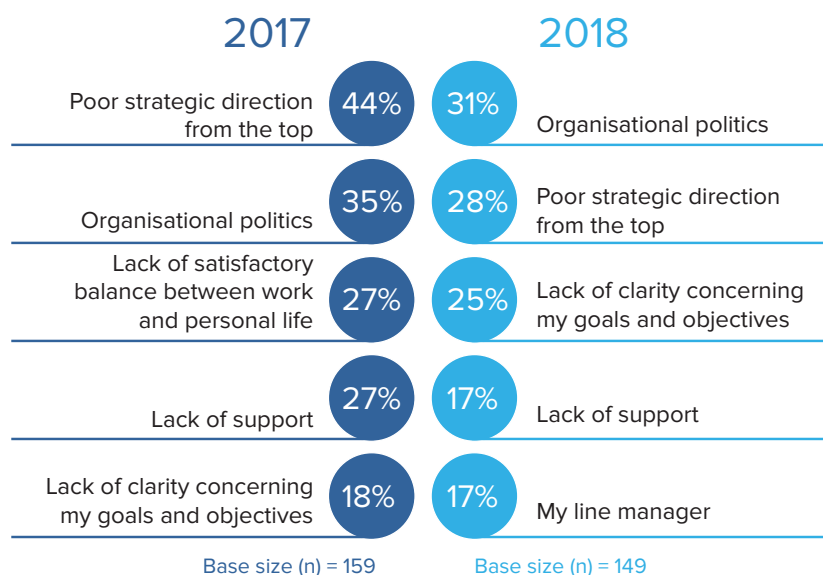 2017
2018
Poor strategic direction
from the top
44%
31%
Organisational politics
Organisational politics
35%
28%
Poor strategic direction
from the top
Lack of satisfactory
balance between work
and personal life
27%
25%
Lack of clarity concerning
my goals and objectives
Lack of support
27%
17%
Lack of support
Lack of clarity concerning
my goals and objectives
18%
17%
My line manager
Base size (n) = 159
Base size (n) = 149